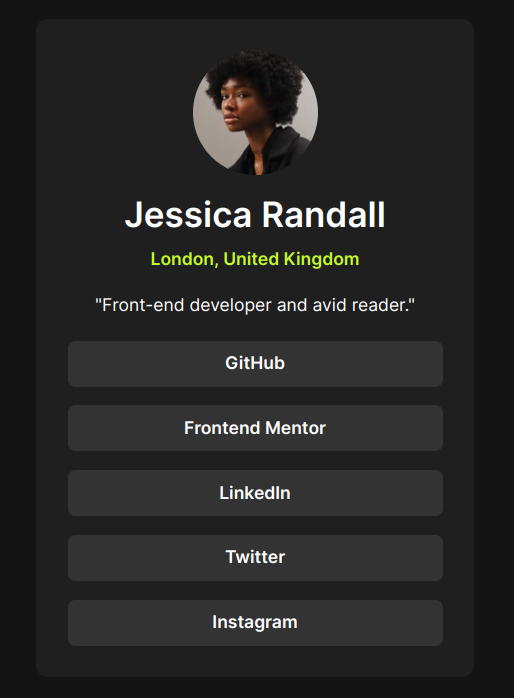 Jessica Randall
London, United Kingdom
"Front-end developer and avid reader."
GitHub
Frontend Mentor
LinkedIn
Twitter
Instagram